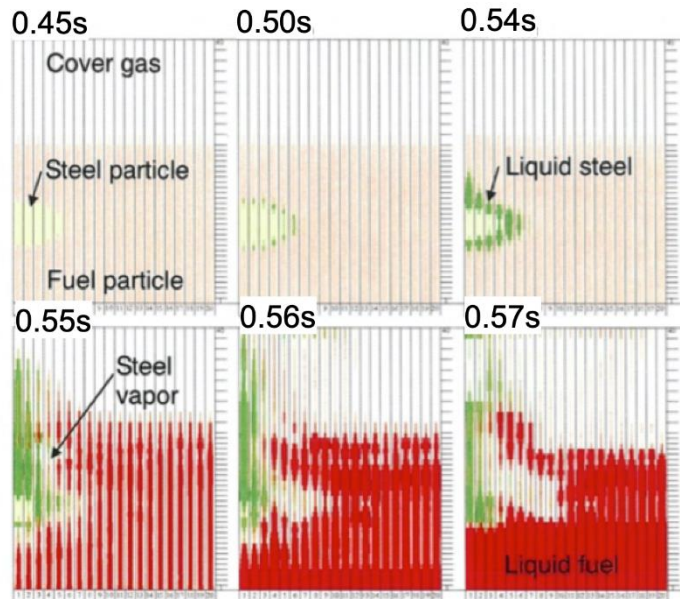 0.45s
0.50s
0.54s
Cover gas
Steel particle
Liquid steel
Fuel particle
0.55s
0.56s
0.57s
Steel
vapor
Liquid fuel